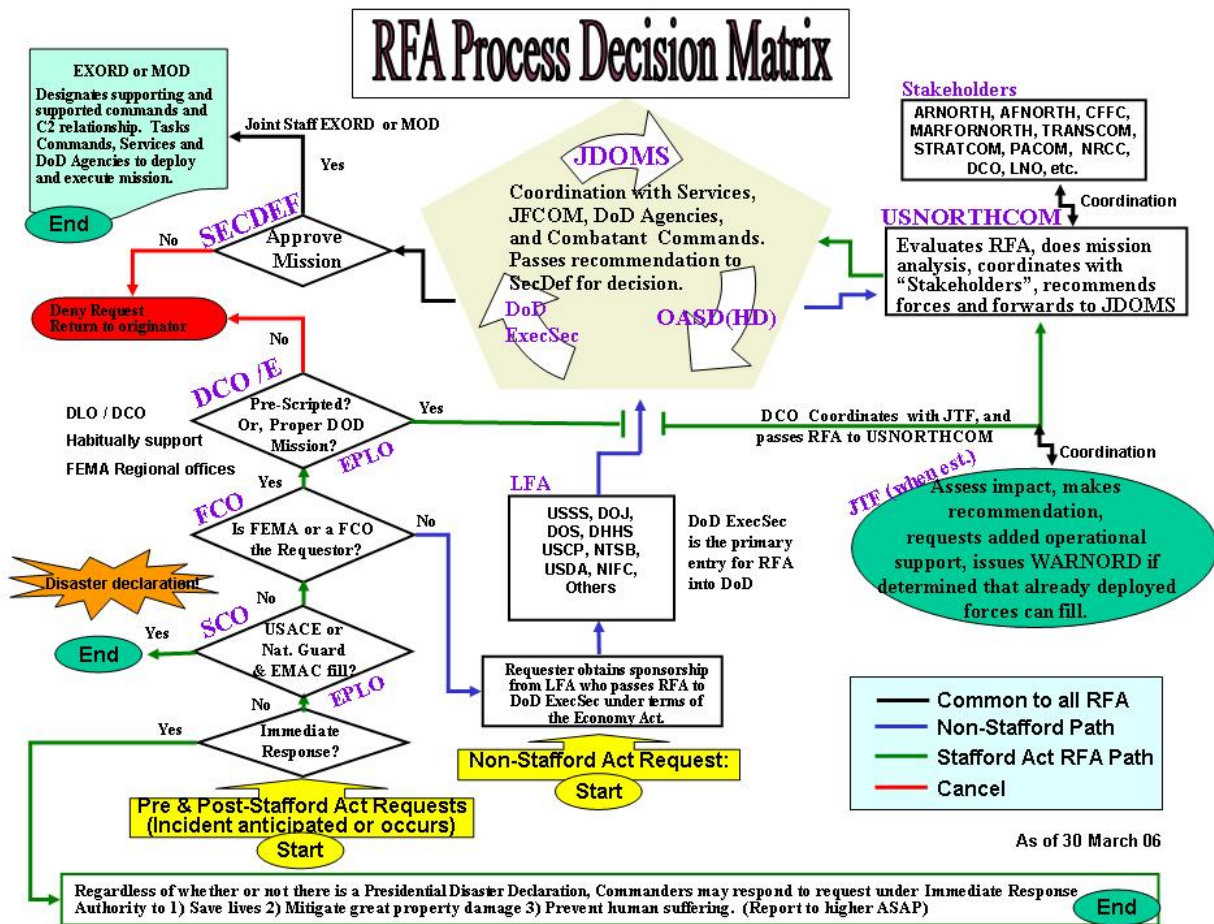 RFA Process Decision Matrix
EXORD or MOD
Designates supporting and
supported commands and
C2 relationship. Tasks
Commands, Services and
DoD Agencies to deploy
and execute mission.
End
Joint Staff EXORD or MOD
Yes
SECDEF
No
Approve
Mission
Deny Request
Return to originator
No
JDOMS
Coordination with Services,
JFCOM, DoD Agencies,
and Combatant Commands.
Passes recommendation to
SecDef for decision.
DoD
ExecSec
OASD(HD)
Stakeholders
ARNORTH, AFNORTH, CFFC,
MARFORNORTH, TRANSCOM,
STRATCOM, PACOM, NRCC,
DCO, LNO, etc.
Coordination
USNORTHCOM
Evaluates RFA, does mission
analysis, coordinates with
“Stakeholders”, recommends
forces and forwards to JDOMS
DCO /E
DLO / DCO
Habitually support
FEMA Regional offices
Pre-Scripted?
Or, Proper DOD
Mission?
Yes
EPLO
Yes
DCO Coordinates with JTF, and
passes RFA to USNORTHCOM
Coordination
JTF (when est.)
Assess impact, makes
recommendation,
requests added operational
support, issues WARNORD if
determined that already deployed
forces can fill.
FCO
Is FEMA or a FCO
the Requestor?
No
LFA
USSS, DOJ,
DOS, DHHS
USCP, NTSB,
USDA, NIFC,
Others
DoD ExecSec
is the primary
entry for RFA
into DoD
Disaster declaration!
No
SCO
Yes
End
USACE or
Nat. Guard
& EMAC fill?
EPLO
No
Requester obtains sponsorship
from LFA who passes RFA to
DoD ExecSec under terms of
the Economy Act.
Yes
Immediate
Response?
Non-Stafford Act Request:
Start
Pre & Post-Stafford Act Requests
(Incident anticipated or occurs)
Start
Common to all RFA
Non-Stafford Path
Stafford Act RFA Path
Cancel
As of 30 March 06
Regardless of whether or not there is a Presidential Disaster Declaration, Commanders may respond to request under Immediate Response
Authority to 1) Save lives 2) Mitigate great property damage 3) Prevent human suffering. (Report to higher ASAP)
End